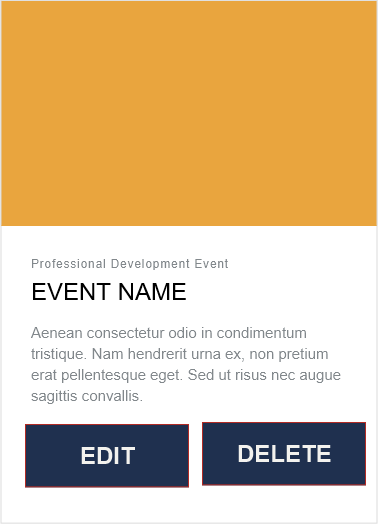 Professional Development Event
EVENT NAME
Aenean consectetur odio in condimentum
tristique. Nam hendrerit urna ex, non pretium
erat pellentesque eget. Sed ut risus nec augue
sagittis convallis.
EDIT
DELETE